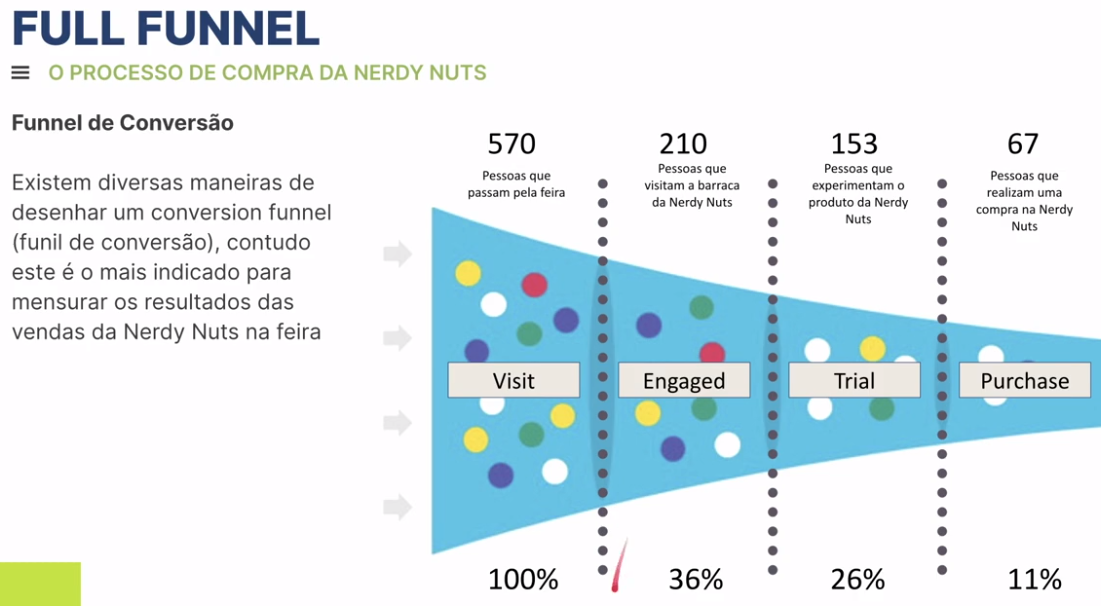 FULL FUNNEL
O PROCESSO DE COMPRA DA NERDY NUTS
Funnel de Conversão
Existem diversas maneiras de
desenhar um conversion funnel
(funil de conversão), contudo
este é o mais indicado para
mensurar os resultados das
vendas da Nerdy Nuts na feira
570
Pessoas que
passam pela feira
210
Pessoas que
visitam a barraca
da Nerdy Nuts
153
Pessoas que
experimentam o
produto da Nerdy
Nuts
67
Pessoas que
realizam uma
compra na Nerdy
Nuts
Visit
Engaged
Trial
Purchase
100%
36%
26%
11%